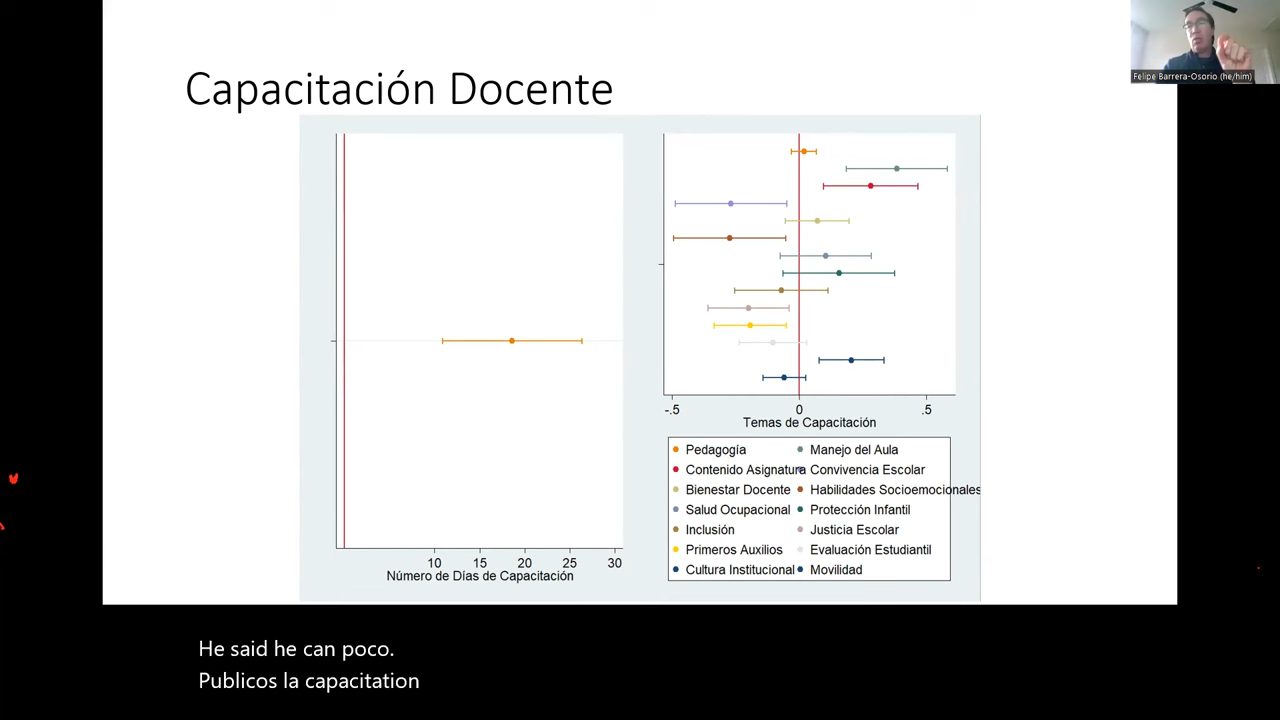 Felipe Barrera-Osorio (he/him)
Capacitación Docente
10 15 20 25 30
Número de Días de Capacitación
-.5 0 .5
Temas de Capacitación
Pedagogía Manejo del Aula
Contenido Asignatura Convivencia Escolar
Bienestar Docente Habilidades Socioemocionales
Salud Ocupacional Protección Infantil
Inclusión Justicia Escolar
Primeros Auxilios Evaluación Estudiantil
Cultura Institucional Movilidad
He said he can poco.
Publicos la capacitation